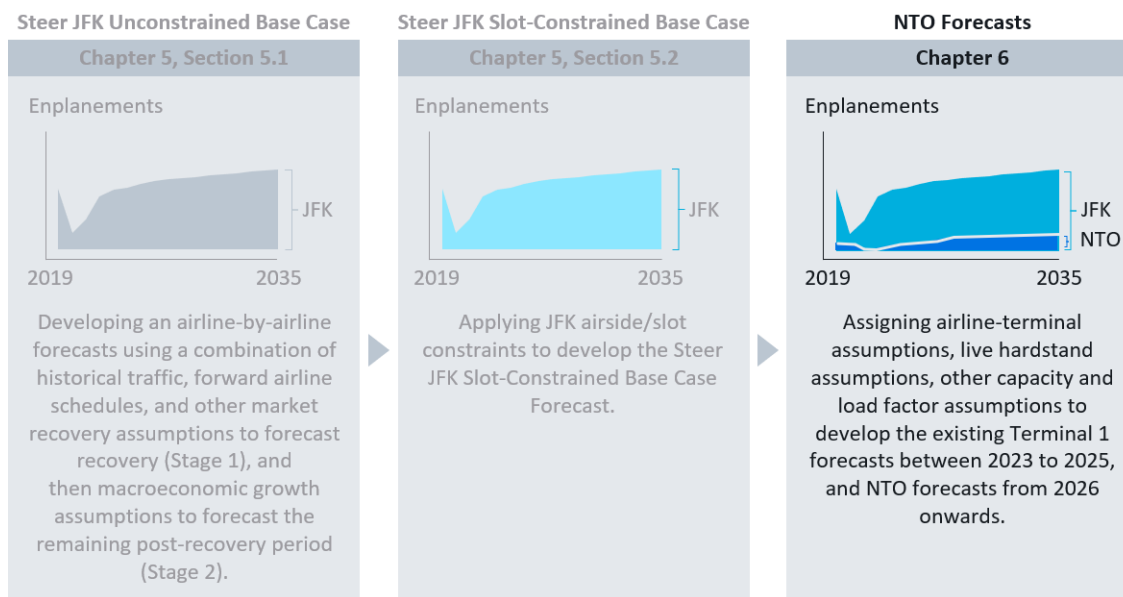 Steer JFK Unconstrained Base Case
Chapter 5, Section 5.1
Enplanements
JFK
2019
2035
Developing an airline-by-airline
forecasts using a combination of
historical traffic, forward airline
schedules, and other market
recovery assumptions to forecast
recovery (Stage 1), and
then macroeconomic growth
assumptions to forecast the
remaining post-recovery period
(Stage 2).
Steer JFK Slot-Constrained Base Case
Chapter 5, Section 5.2
Enplanements
JFK
2019
2035
Applying JFK airside/slot
constraints to develop the Steer
JFK Slot-Constrained Base Case
Forecast.
NTO Forecasts
Chapter 6
Enplanements
JFK
NTO
2019
2035
Assigning airline-terminal
assumptions, live hardstand
assumptions, other capacity and
load factor assumptions to
develop the existing Terminal 1
forecasts between 2023 to 2025,
and NTO forecasts from 2026
onwards.